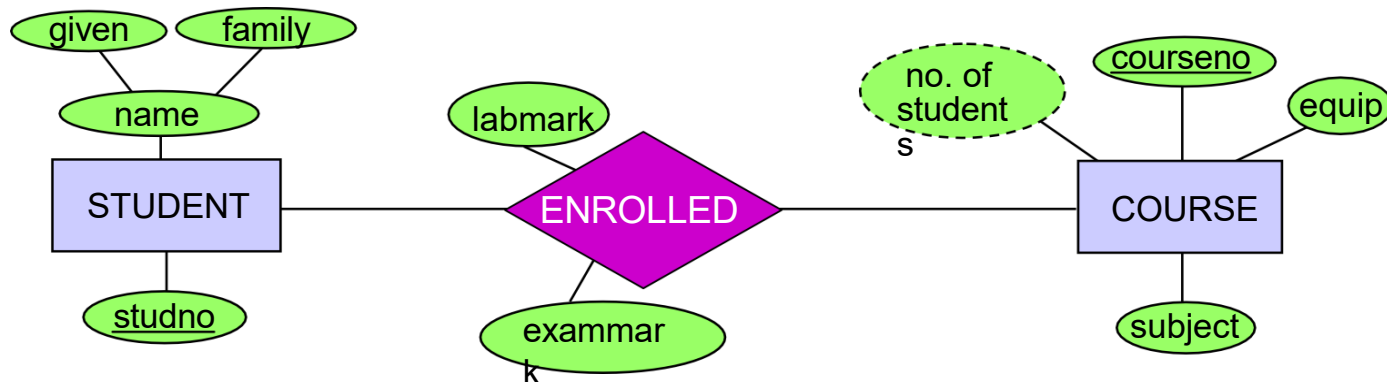 given
family
name
STUDENT
studno
labmark
ENROLLED
exammar
k
no. of
student
s
courseno
equip
COURSE
subject